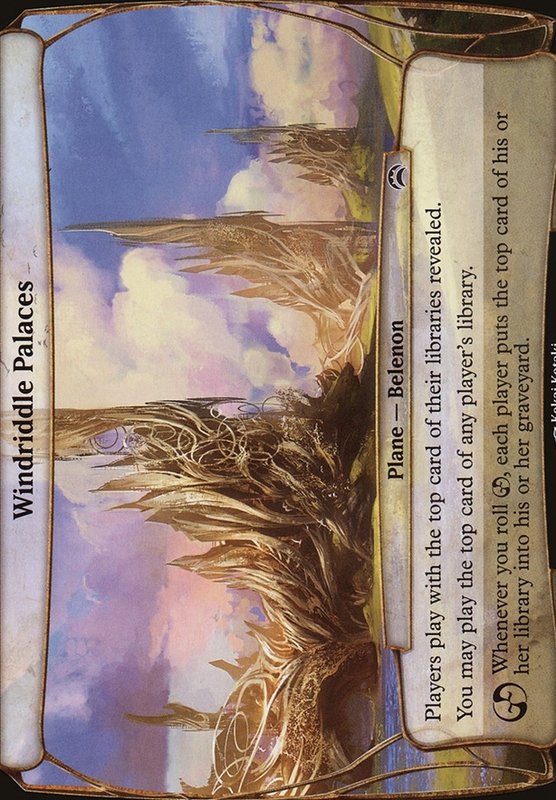 Windriddle Palaces
Plane — Belenon
Players play with the top card of their libraries revealed.
You may play the top card of any player's library.
Whenever you roll , each player puts the top card of his or
her library into his or her graveyard.